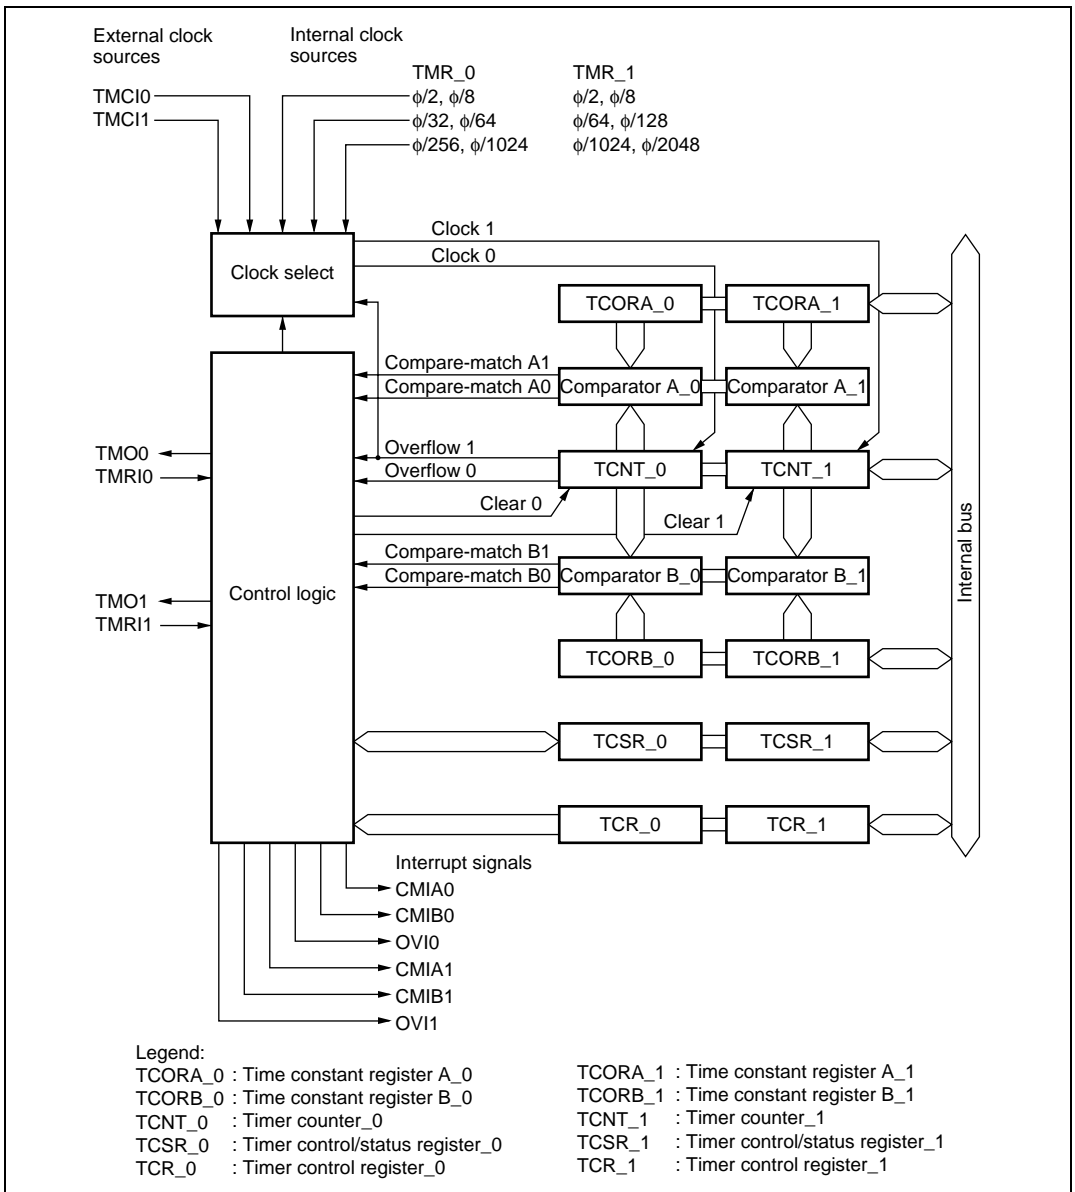 External clock
sources
Internal clock
sources
TMR_0
TMR_1
TMCI0
ϕ/2, ϕ/8
ϕ/2, ϕ/8
TMCI1
ϕ/32, ϕ/64
ϕ/64, ϕ/128
ϕ/256, ϕ/1024
ϕ/1024, ϕ/2048
Clock 1
Clock 0
Clock select
TCORA_0
TCORA_1
Compare-match A1
Compare-match A0
Comparator A_0
Comparator A_1
TMO0
TMRI0
Overflow 1
Overflow 0
TCNT_0
TCNT_1
Clear 0
Clear 1
Internal bus
Compare-match B1
Compare-match B0
Comparator B_0
Comparator B_1
Control logic
TMO1
TMRI1
TCORB_0
TCORB_1
TCSR_0
TCSR_1
TCR_0
TCR_1
Interrupt signals
CMIA0
CMIB0
OVI0
CMIA1
CMIB1
OVI1
Legend:
TCORA_0 : Time constant register A_0
TCORB_0 : Time constant register B_0
TCNT_0 : Timer counter_0
TCSR_0 : Timer control/status register_0
TCR_0 : Timer control register_0
TCORA_1 : Time constant register A_1
TCORB_1 : Time constant register B_1
TCNT_1 : Timer counter_1
TCSR_1 : Timer control/status register_1
TCR_1 : Timer control register_1